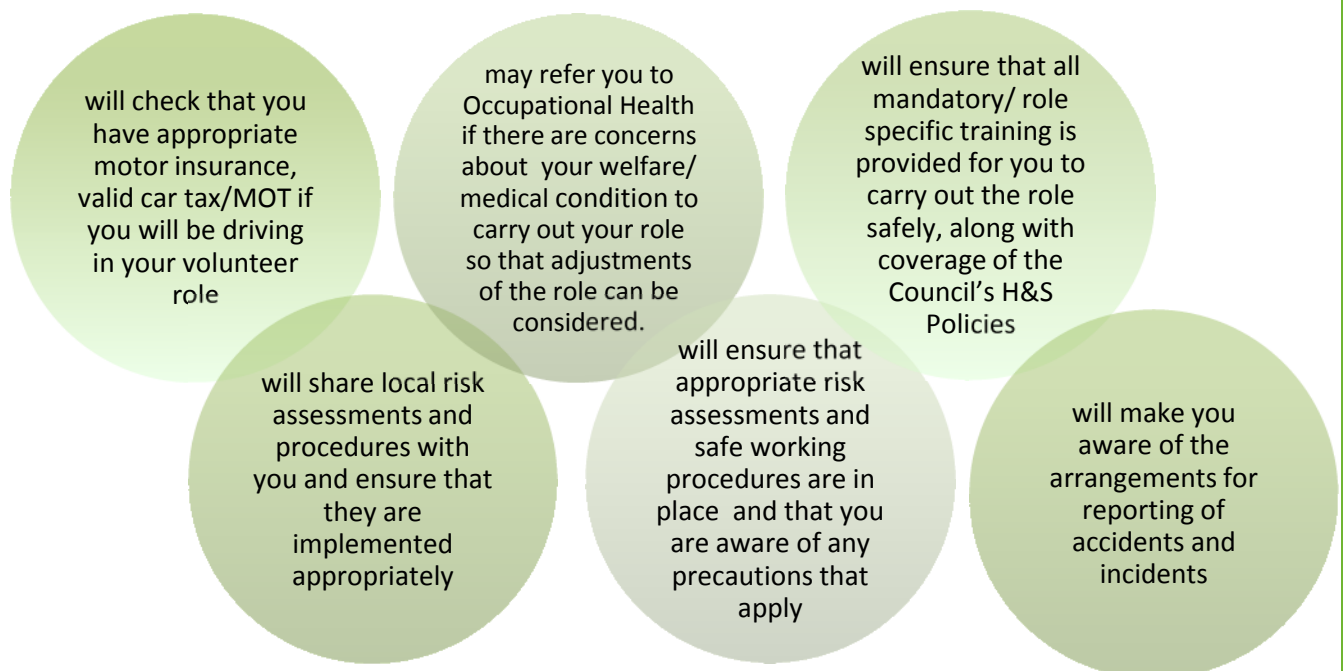 will check that you
have appropriate
motor insurance,
valid car tax/MOT if
you will be driving
in your volunteer
role
may refer you to
Occupational Health
if there are concerns
about your welfare/
medical condition to
carry out your role
so that adjustments
of the role can be
considered.
will ensure that all
mandatory/ role
specific training is
provided for you to
carry out the role
safely, along with
coverage of the
Council’s H&S
Policies
will share local risk
assessments and
procedures with
you and ensure that
they are
implemented
appropriately
will ensure that
appropriate risk
assessments and
safe working
procedures are in
place and that you
are aware of any
precautions that
apply
will make you
aware of the
arrangements for
reporting of
accidents and
incidents